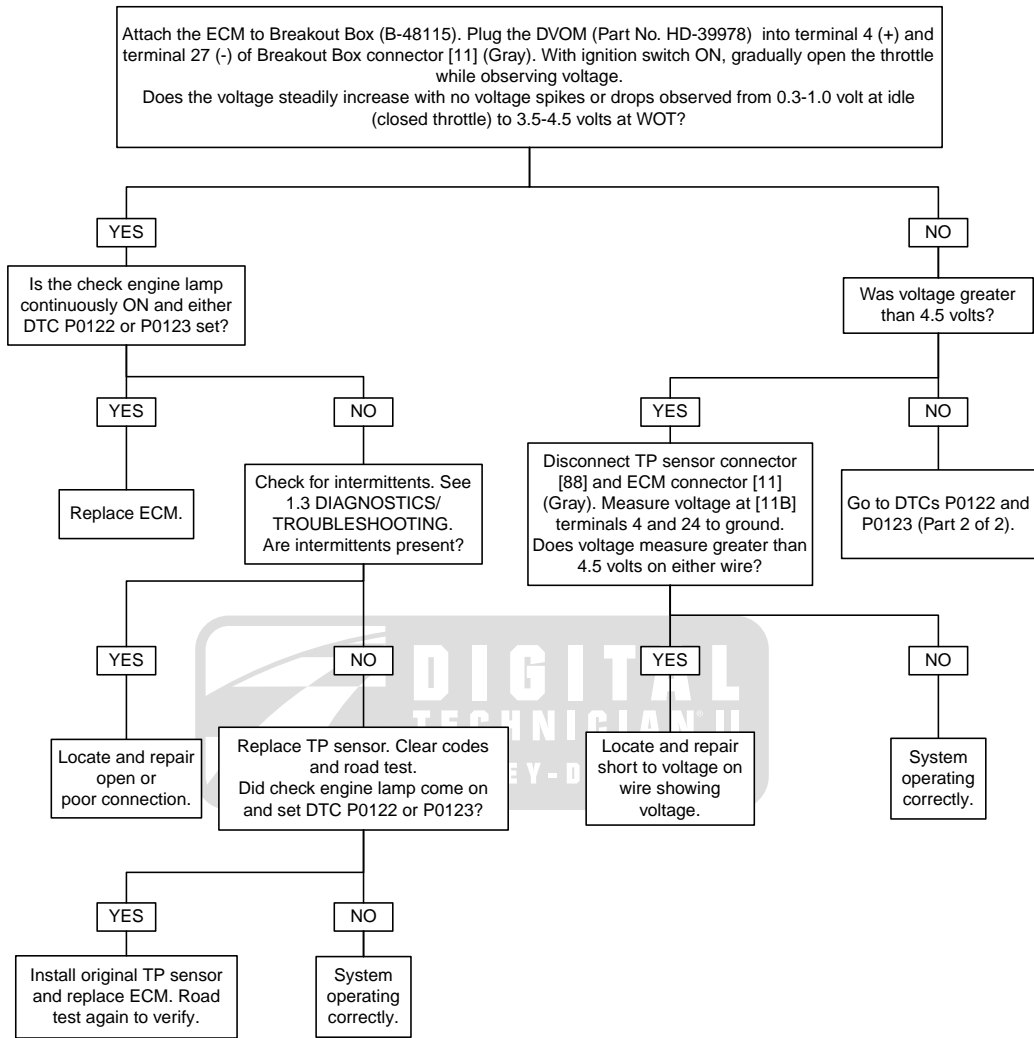 Attach the ECM to Breakout Box (B-48115). Plug the DVOM (Part No. HD-39978) into terminal 4 (+) and
terminal 27 (-) of Breakout Box connector [11] (Gray). With ignition switch ON, gradually open the throttle
while observing voltage.
Does the voltage steadily increase with no voltage spikes or drops observed from 0.3-1.0 volt at idle
(closed throttle) to 3.5-4.5 volts at WOT?
YES
NO
Is the check engine lamp
continuously ON and either
DTC P0122 or P0123 set?
Was voltage greater
than 4.5 volts?
YES
NO
YES
NO
Replace ECM.
Check for intermittents. See
1.3 DIAGNOSTICS/
TROUBLESHOOTING.
Are intermittents present?
Disconnect TP sensor connector
[88] and ECM connector [11]
(Gray). Measure voltage at [11B]
terminals 4 and 24 to ground.
Does voltage measure greater than
4.5 volts on either wire?
Go to DTCs P0122 and
P0123 (Part 2 of 2).
YES
NO
YES
NO
DIGITAL
TECHNICIAN II
EY-D
Locate and repair
open or
poor connection.
Replace TP sensor. Clear codes
and road test.
Did check engine lamp come on
and set DTC P0122 or P0123?
Locate and repair
short to voltage on
wire showing
voltage.
System
operating
correctly.
YES
NO
Install original TP sensor
and replace ECM. Road
test again to verify.
System
operating
correctly.